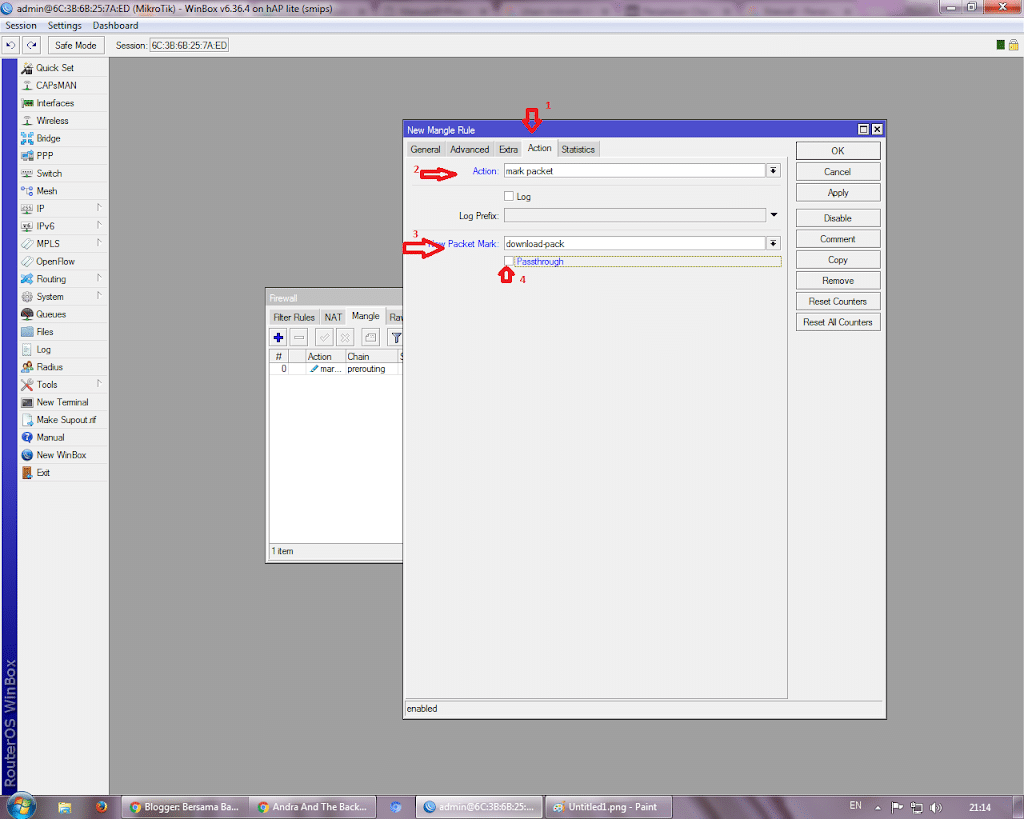 admin@6C:3B:6B:25:7A:ED (MikroTik) - WinBox v6.36.4 on hAP lite (smips)
Session Settings Dashboard
Safe Mode Session: 6C:3B:6B:25:7A:ED
Quick Set
CAPsMAN
Interfaces
Wireless
Bridge
PPP
Switch
Mesh
IP
IPv6
MPLS
OpenFlow
Routing
System
Queues
Files
Log
Radius
Tools
New Terminal
Make Supout.rif
Manual
New WinBox
Exit
RouterOS WinBox
Firewall
Filter Rules NAT Mangle Raw
# Action Chain S
0 mar... prerouting
1 item
1
New Mangle Rule
General Advanced Extra Action Statistics
2 Action: mark packet
Log
Log Prefix:
3
New Packet Mark: download-pack
Passthrough
4
OK
Cancel
Apply
Disable
Comment
Copy
Remove
Reset Counters
Reset All Counters
enabled
Blogger: Bersama Ba... Andra And The Back... admin@6C:3B:6B:25:... Untitled1.png - Paint EN 21:14